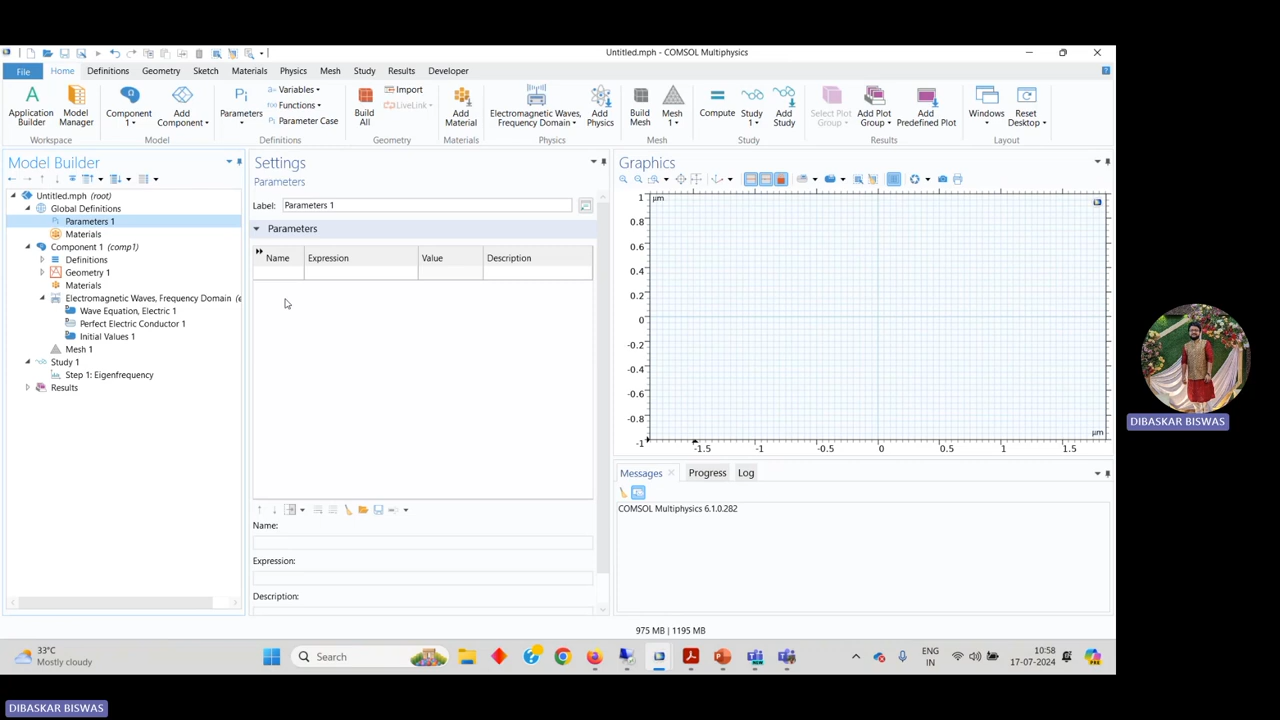 Untitled.mph - COMSOL Multiphysics
File Home Definitions Geometry Sketch Materials Physics Mesh Study Results Developer
Application Builder
Model Manager
Workspace
Component 1
Add Component
Model
Parameters
Variables
Functions
Parameter Case
Definitions
Build All
Import
LiveLink
Geometry
Add Material
Materials
Electromagnetic Waves, Frequency Domain
Add Physics
Physics
Build Mesh
Mesh 1
Mesh
Compute
Study 1
Add Study
Study
Select Plot Group
Add Plot Group
Add Predefined Plot
Results
Windows
Reset Desktop
Layout
Model Builder
Untitled.mph (root)
Global Definitions
Parameters 1
Materials
Component 1 (comp1)
Definitions
Geometry 1
Materials
Electromagnetic Waves, Frequency Domain (e
Wave Equation, Electric 1
Perfect Electric Conductor 1
Initial Values 1
Mesh 1
Study 1
Step 1: Eigenfrequency
Results
Settings
Parameters
Label: Parameters 1
Parameters
Name Expression Value Description
Name:
Expression:
Description:
Graphics
1 µm
0.8
0.6
0.4
0.2
0
-0.2
-0.4
-0.6
-0.8
-1 µm
-1.5 -1 -0.5 0 0.5 1 1.5
Messages Progress Log
COMSOL Multiphysics 6.1.0.282
975 MB | 1195 MB
33°C
Mostly cloudy
Search
ENG
IN
10:58
17-07-2024
DIBASKAR BISWAS
DIBASKAR BISWAS